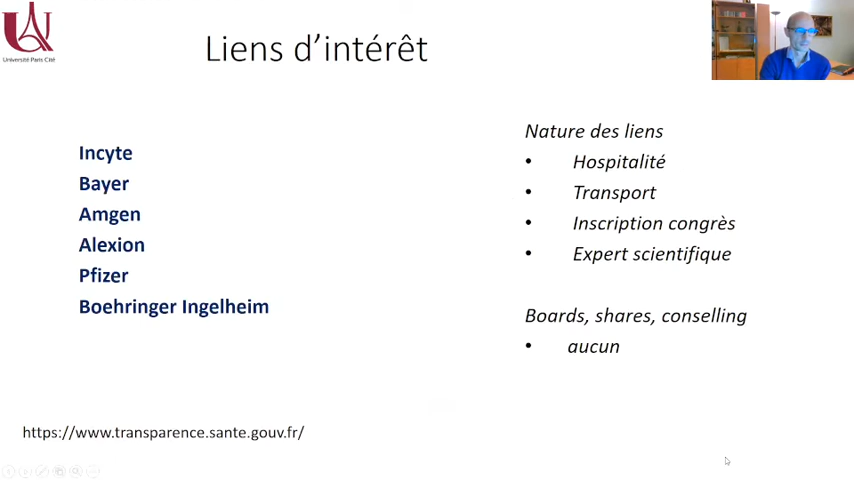 Université Paris Cité
Liens d’intérêt
Incyte
Bayer
Amgen
Alexion
Pfizer
Boehringer Ingelheim
Nature des liens
• Hospitalité
• Transport
• Inscription congrès
• Expert scientifique
Boards, shares, conselling
• aucun
https://www.transparence.sante.gouv.fr/